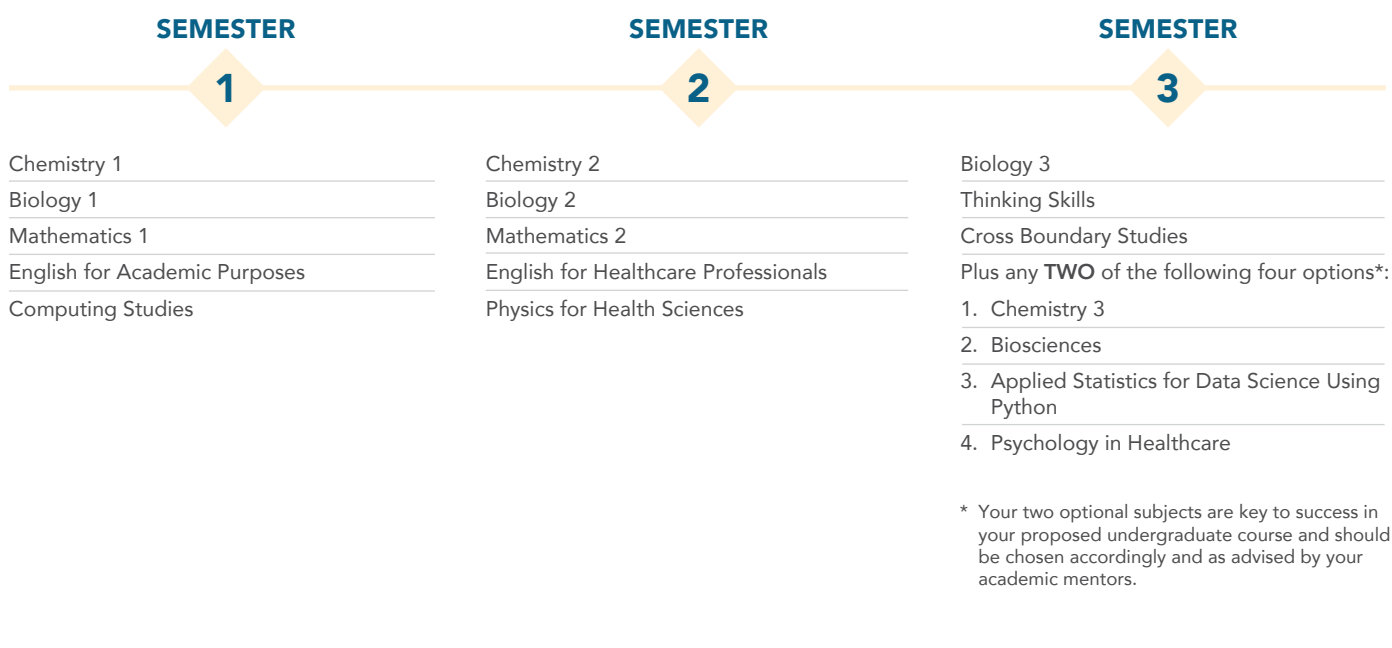 SEMESTER
1
Chemistry 1
Biology 1
Mathematics 1
English for Academic Purposes
Computing Studies
SEMESTER
2
Chemistry 2
Biology 2
Mathematics 2
English for Healthcare Professionals
Physics for Health Sciences
SEMESTER
3
Biology 3
Thinking Skills
Cross Boundary Studies
Plus any TWO of the following four options*:
1. Chemistry 3
2. Biosciences
3. Applied Statistics for Data Science Using
Python
4. Psychology in Healthcare
* Your two optional subjects are key to success in
your proposed undergraduate course and should
be chosen accordingly and as advised by your
academic mentors.